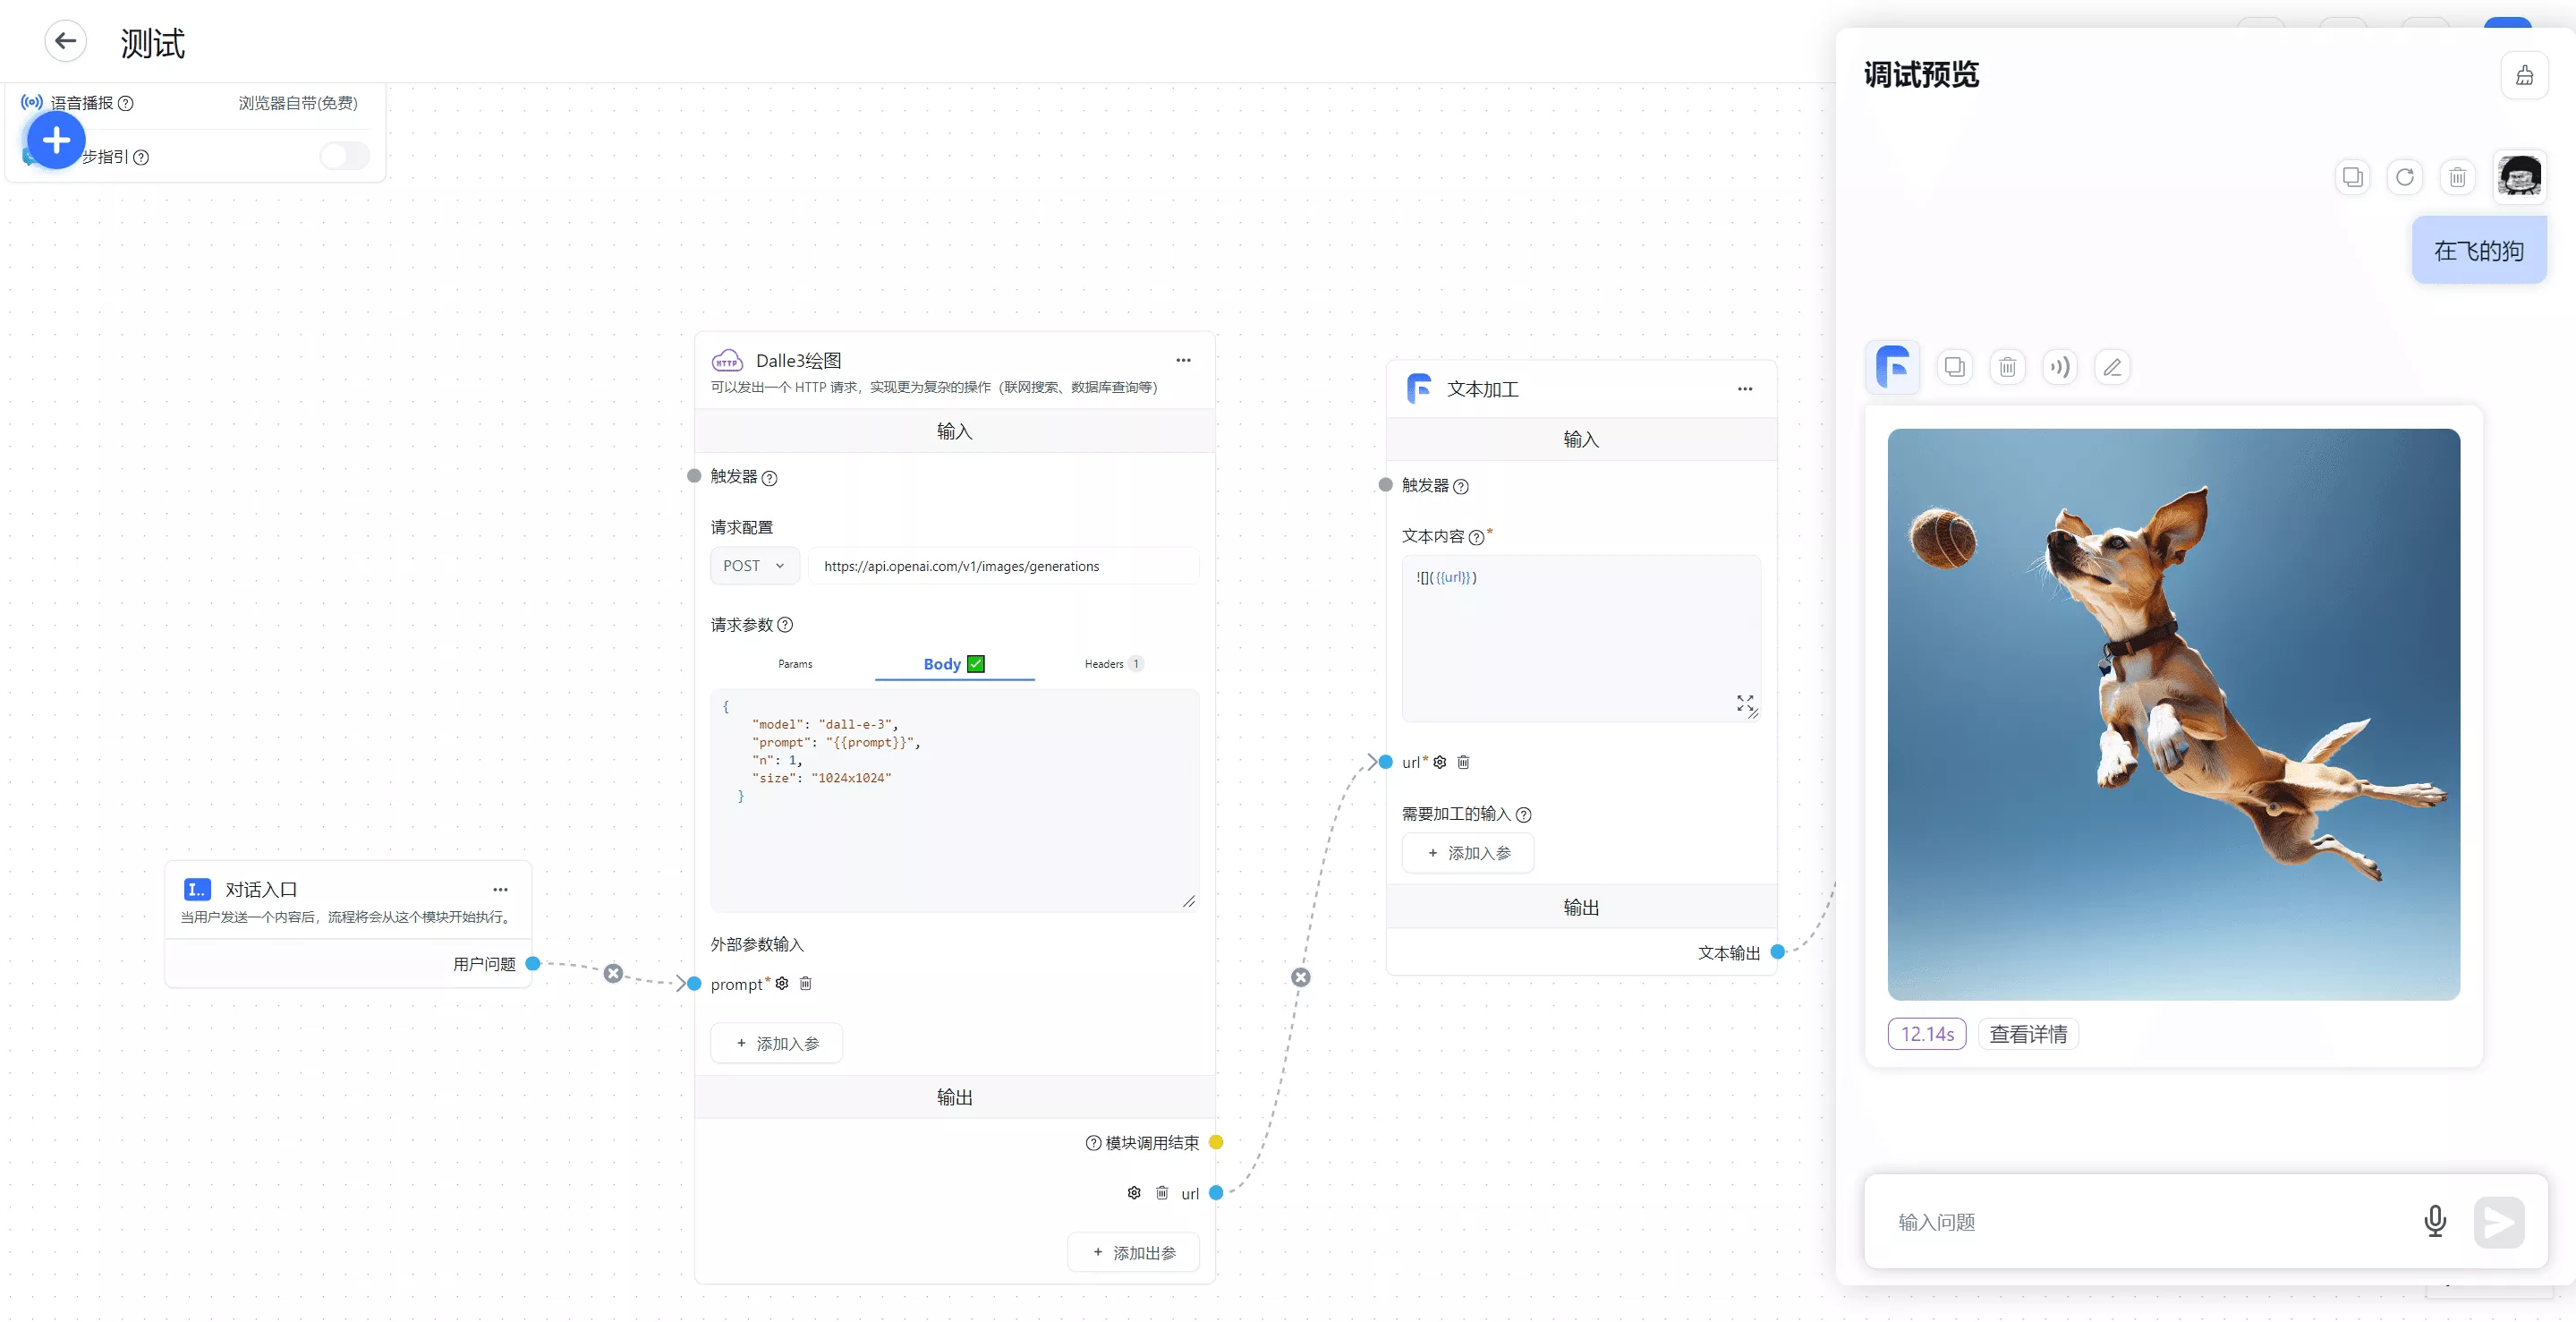 测试
语音播报
浏览器自带(免费)
步指引
对话入口
当用户发送一个内容后，流程将会从这个模块开始执行。
用户问题
HTTP
Dalle3绘图
可以发出一个 HTTP 请求，实现更为复杂的操作（联网搜索、数据库查询等）
输入
触发器
请求配置
POST
https://api.openai.com/v1/images/generations
请求参数
Params
Body
Headers 1
{
"model": "dall-e-3",
"prompt": "{{prompt}}",
"n": 1,
"size": "1024x1024"
}
外部参数输入
prompt*
+ 添加入参
输出
模块调用结束
url
+ 添加出参
文本加工
输入
触发器
文本内容*
![]({{url}})
url*
需要加工的输入
+ 添加入参
输出
文本输出
调试预览
在飞的狗
12.14s
查看详情
输入问题